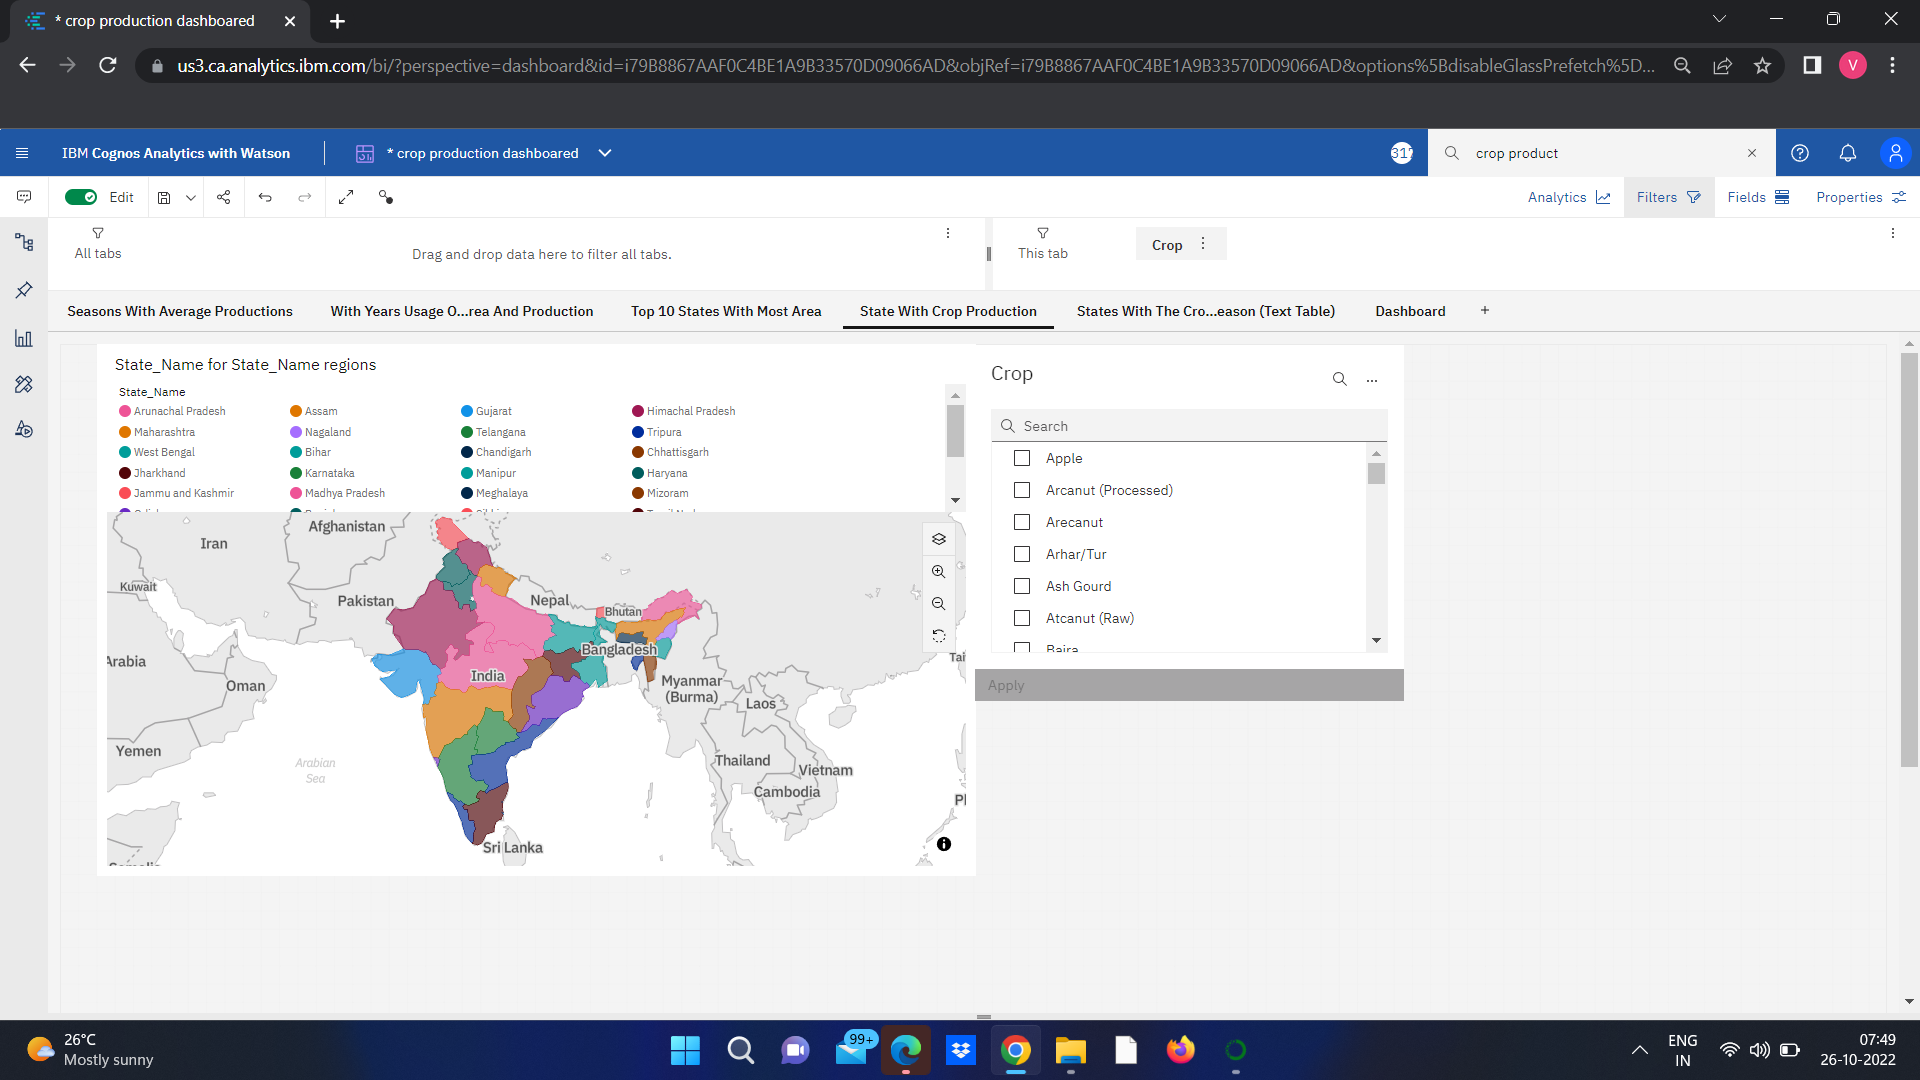 * crop production dashboared
us3.ca.analytics.ibm.com/bi/?perspective=dashboard&id=i79B8867AAF0C4BE1A9B33570D09066AD&objRef=i79B8867AAF0C4BE1A9B33570D09066AD&options%5BdisableGlassPrefetch%5D...
V
IBM Cognos Analytics with Watson
* crop production dashboared
317
crop product
Edit
Analytics
Filters
Fields
Properties
All tabs
Drag and drop data here to filter all tabs.
This tab
Crop
Seasons With Average Productions
With Years Usage O...rea And Production
Top 10 States With Most Area
State With Crop Production
States With The Cro...eason (Text Table)
Dashboard
+
State_Name for State_Name regions
State_Name
Arunachal Pradesh Assam Gujarat Himachal Pradesh
Maharashtra Nagaland Telangana Tripura
West Bengal Bihar Chandigarh Chhattisgarh
Jharkhand Karnataka Manipur Haryana
Jammu and Kashmir Madhya Pradesh Meghalaya Mizoram
Crop
...
Search
Apple
Arcanut (Processed)
Arecanut
Arhar/Tur
Ash Gourd
Atcanut (Raw)
Bajra
Apply
Afghanistan
Iran
Kuwait
Pakistan
Nepal
Bhutan
Bangladesh
Arabia
Oman
India
Myanmar
(Burma)
Tai
Laos
Yemen
Arabian
Sea
Thailand
Vietnam
Cambodia
Sri Lanka
26°C
Mostly sunny
99+
ENG
IN
07:49
26-10-2022